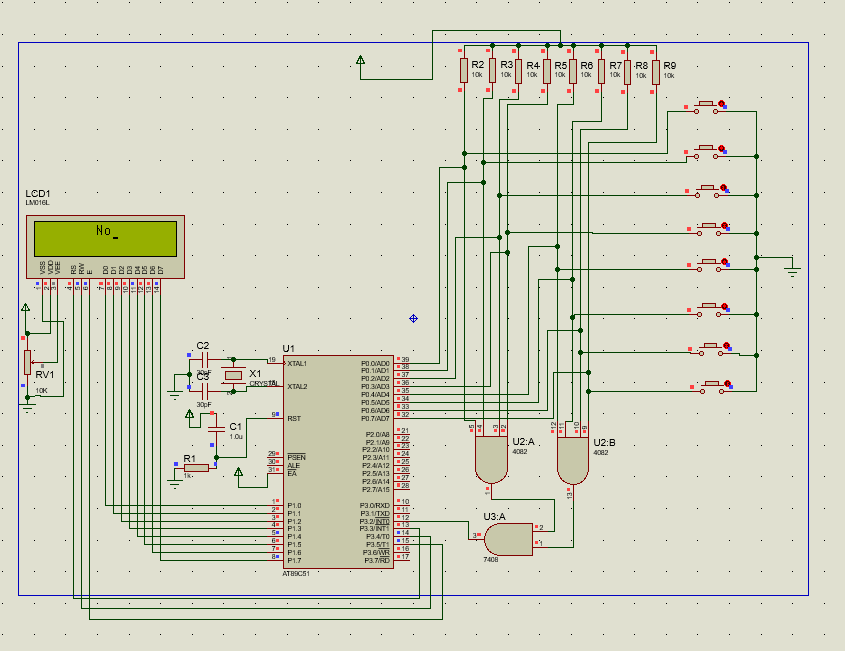 R2 R3 R4 R5 R6 R7 R8 R9
10k 10k 10k 10k 10k 10k 10k 10k
LCD1
LM016L
No_
VSS VDD VEE RS RW E D0 D1 D2 D3 D4 D5 D6 D7
1 2 3 4 5 6 7 8 9 10 11 12 13 14
RV1
10K
C2
30pF
C3
30pF
X1
CRYSTAL
C1
1.0u
R1
1k
U1
19 XTAL1 P0.0/AD0 39
P0.1/AD1 38
P0.2/AD2 37
18 XTAL2 P0.3/AD3 36
P0.4/AD4 35
P0.5/AD5 34
P0.6/AD6 33
9 RST P0.7/AD7 32
P2.0/A8 21
P2.1/A9 22
P2.2/A10 23
29 PSEN P2.3/A11 24
30 ALE P2.4/A12 25
31 EA P2.5/A13 26
P2.6/A14 27
P2.7/A15 28
1 P1.0 P3.0/RXD 10
2 P1.1 P3.1/TXD 11
3 P1.2 P3.2/INT0 12
4 P1.3 P3.3/INT1 13
5 P1.4 P3.4/T0 14
6 P1.5 P3.5/T1 15
7 P1.6 P3.6/WR 16
8 P1.7 P3.7/RD 17
AT89C51
5 4 3 2
U2:A
4082
1
12 11 10 9
U2:B
4082
13
U3:A
2
3
1
7408